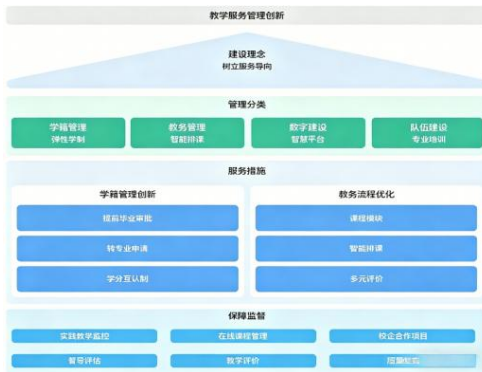 教学服务管理创新
建设理念
树立服务导向
管理分类
学籍管理 教务管理 数字建设 队伍建设
弹性学制 智能排课 智慧平台 专业培训
服务措施
学籍管理创新 教务流程优化
提前毕业审批 课程模块
转专业申请 智能排课
学分互认制 多元评价
保障监督
实践教学监控 在线课程管理 校企合作项目
督导评估 教学评价